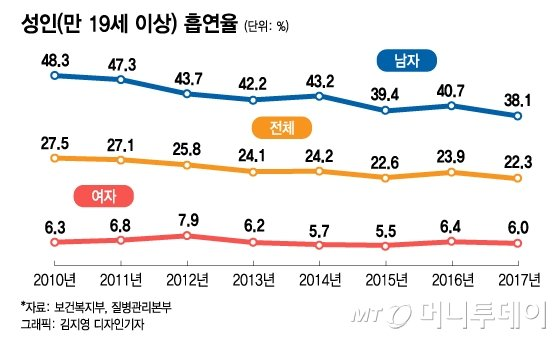 성인(만 19세 이상) 흡연율 (단위: %)
남자
48.3 47.3 43.7 42.2 43.2 39.4 40.7 38.1
전체
27.5 27.1 25.8 24.1 24.2 22.6 23.9 22.3
여자
6.3 6.8 7.9 6.2 5.7 5.5 6.4 6.0
2010년 2011년 2012년 2013년 2014년 2015년 2016년 2017년
*자료: 보건복지부, 질병관리본부
그래픽: 김지영 디자인기자
MT 머니투데이